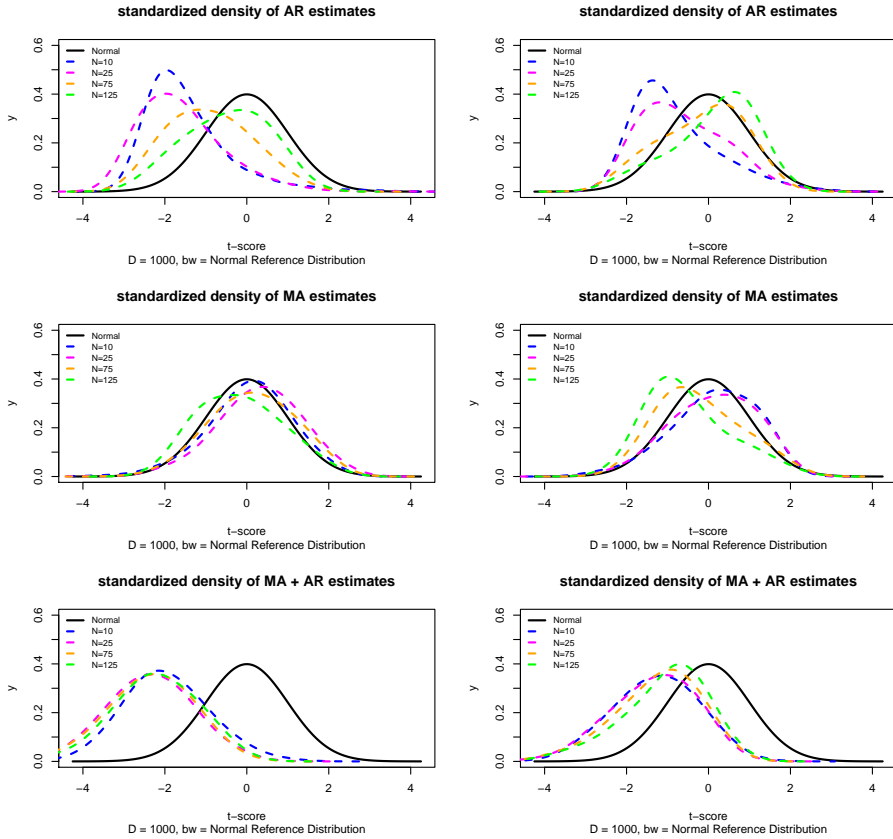 standardized density of AR estimates
0.6
0.4
0.2
0.0
y
Normal
N=10
N=25
N=75
N=125
−4
−2
0
2
4
t−score
D = 1000, bw = Normal Reference Distribution
standardized density of AR estimates
0.6
0.4
0.2
0.0
y
Normal
N=10
N=25
N=75
N=125
−4
−2
0
2
4
t−score
D = 1000, bw = Normal Reference Distribution
standardized density of MA estimates
0.6
0.4
0.2
0.0
y
Normal
N=10
N=25
N=75
N=125
−4
−2
0
2
4
t−score
D = 1000, bw = Normal Reference Distribution
standardized density of MA estimates
0.6
0.4
0.2
0.0
y
Normal
N=10
N=25
N=75
N=125
−4
−2
0
2
4
t−score
D = 1000, bw = Normal Reference Distribution
standardized density of MA + AR estimates
0.6
0.4
0.2
0.0
y
Normal
N=10
N=25
N=75
N=125
−4
−2
0
2
4
t−score
D = 1000, bw = Normal Reference Distribution
standardized density of MA + AR estimates
0.6
0.4
0.2
0.0
y
Normal
N=10
N=25
N=75
N=125
−4
−2
0
2
4
t−score
D = 1000, bw = Normal Reference Distribution